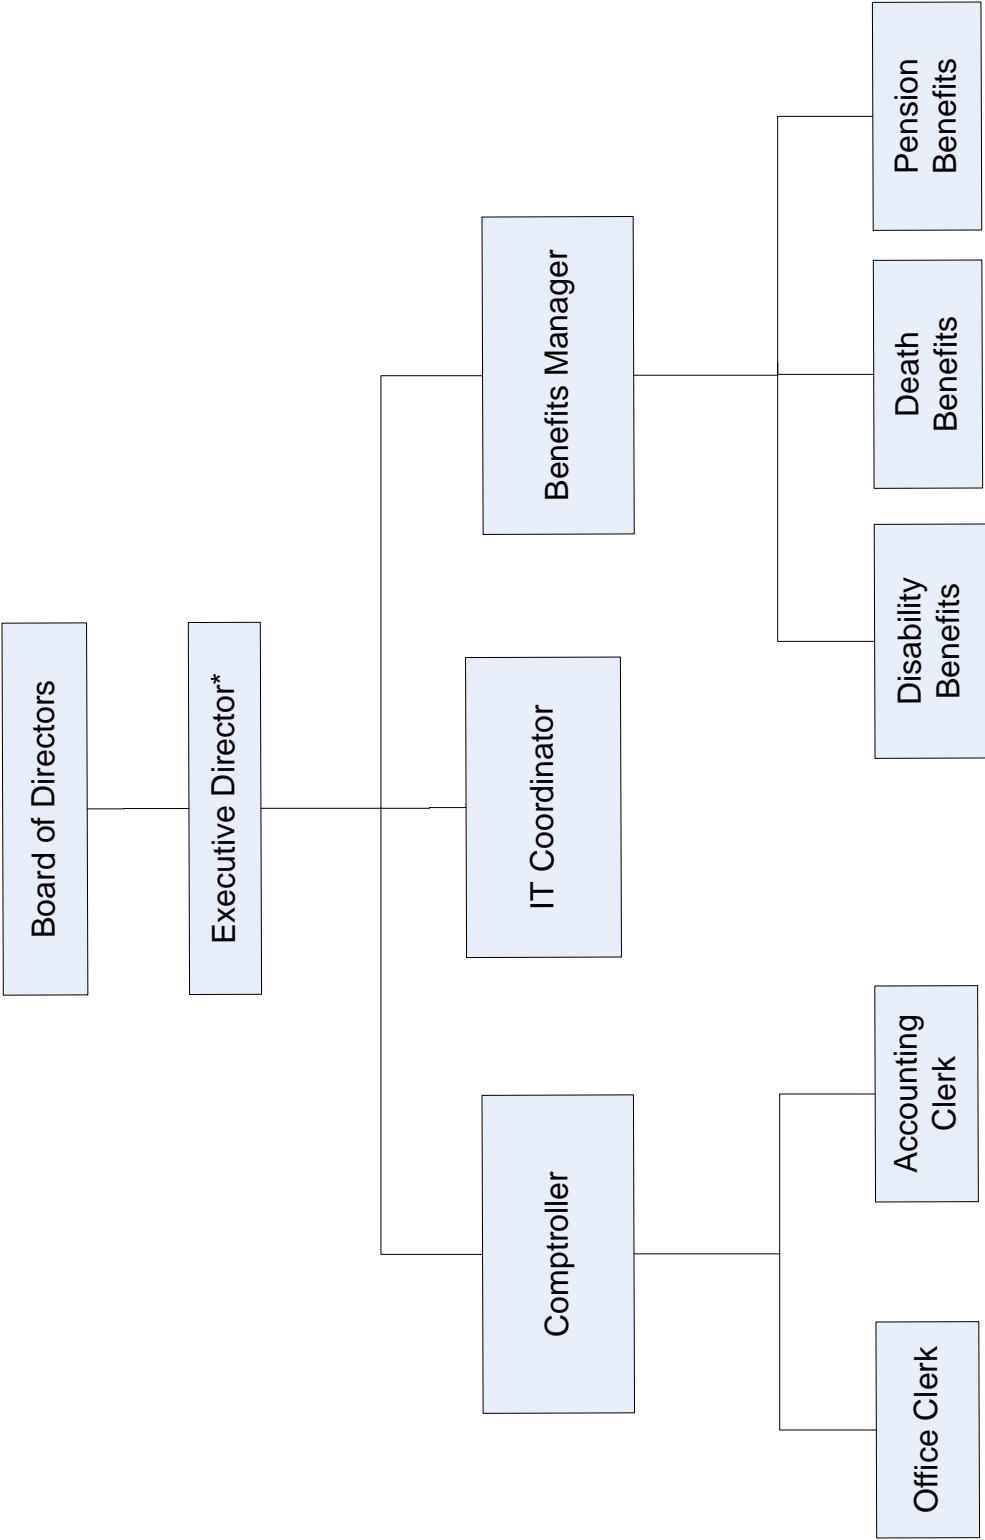 Board of Directors
Executive Director*
Comptroller
IT Coordinator
Benefits Manager
Office Clerk
Accounting
Clerk
Disability
Benefits
Death
Benefits
Pension
Benefits